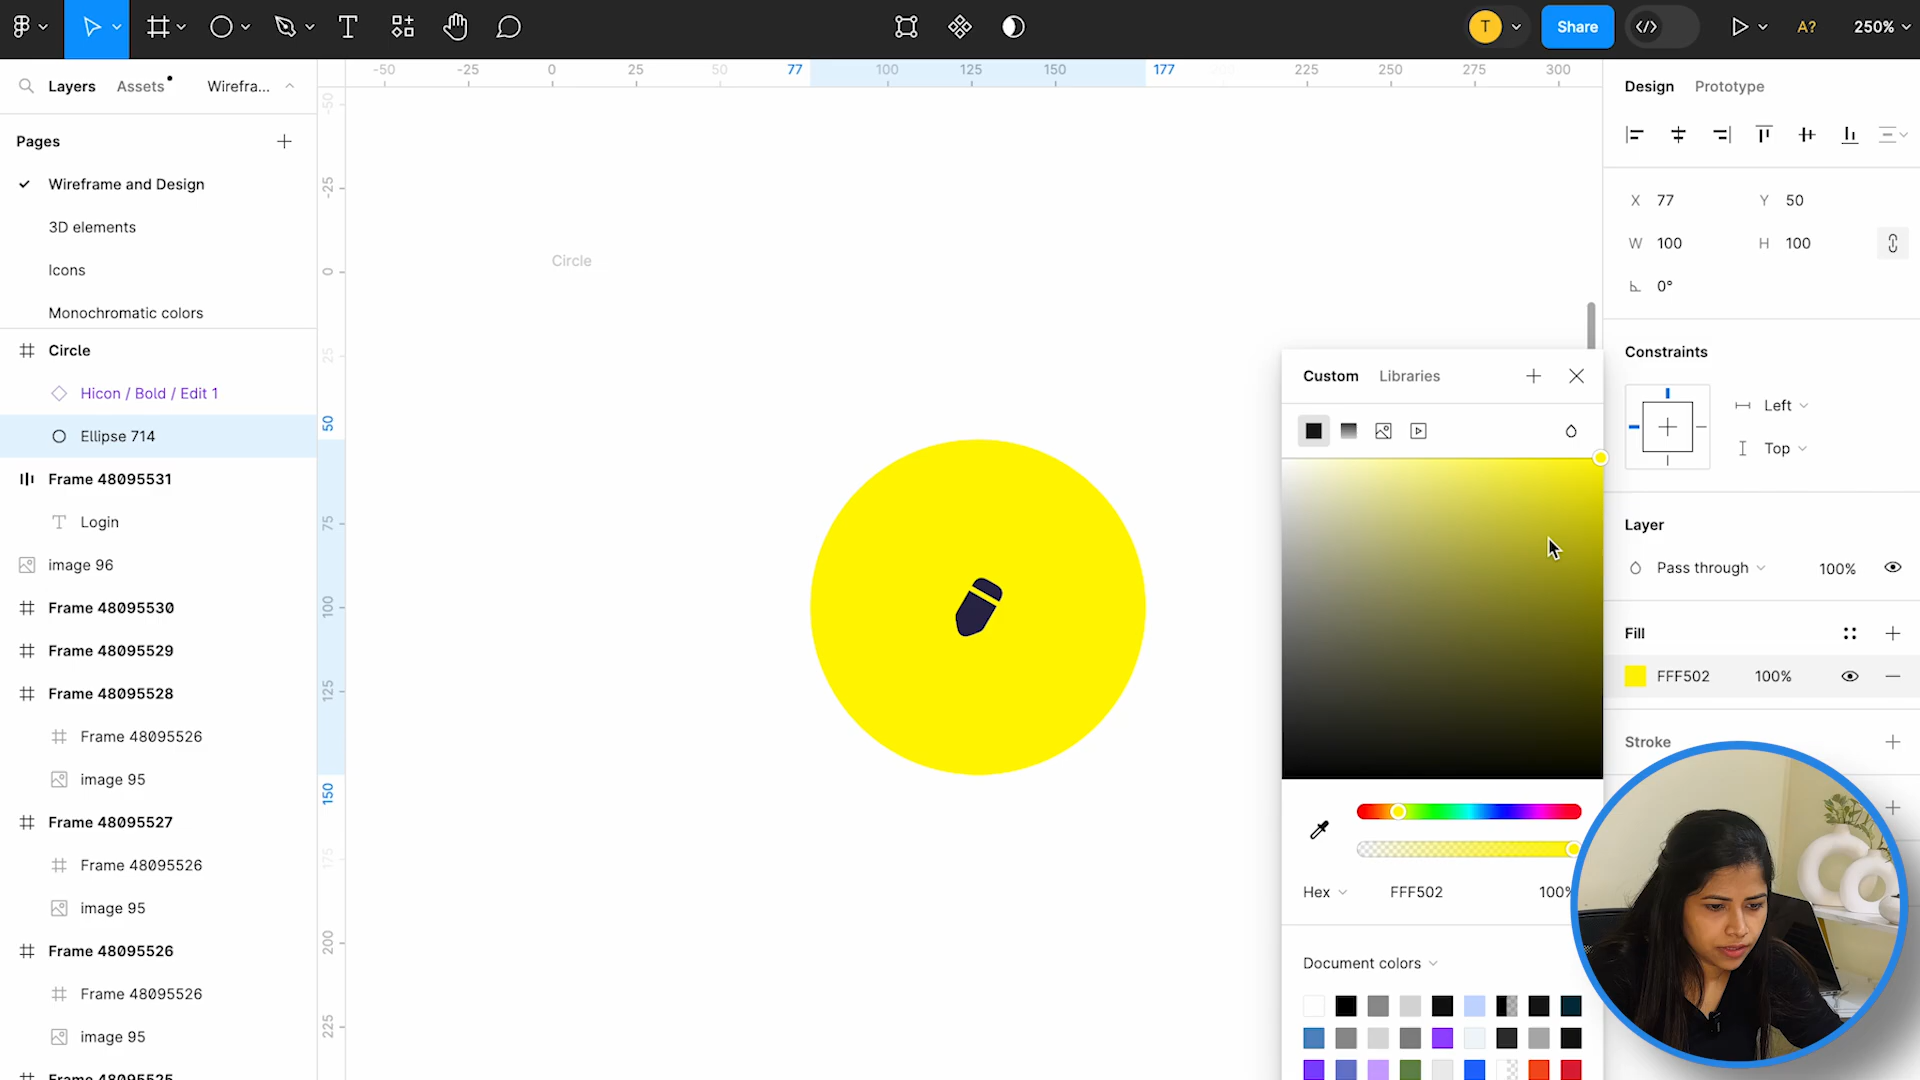 T
Share
A?
250%
Layers
Assets
Wirefra...
-50
-25
0
25
50
77
100
125
150
177
225
250
275
300
Design
Prototype
Pages
Wireframe and Design
3D elements
Icons
Monochromatic colors
Circle
Hicon / Bold / Edit 1
Ellipse 714
Frame 48095531
Login
image 96
Frame 48095530
Frame 48095529
Frame 48095528
Frame 48095526
image 95
Frame 48095527
Frame 48095526
image 95
Frame 48095526
Frame 48095526
image 95
Frame 48095525
-50
-25
0
25
50
75
100
125
150
175
200
225
Circle
Custom
Libraries
Hex
FFF502
100%
Document colors
X 77
Y 50
W 100
H 100
0°
Constraints
Left
Top
Layer
Pass through
100%
Fill
FFF502
100%
Stroke